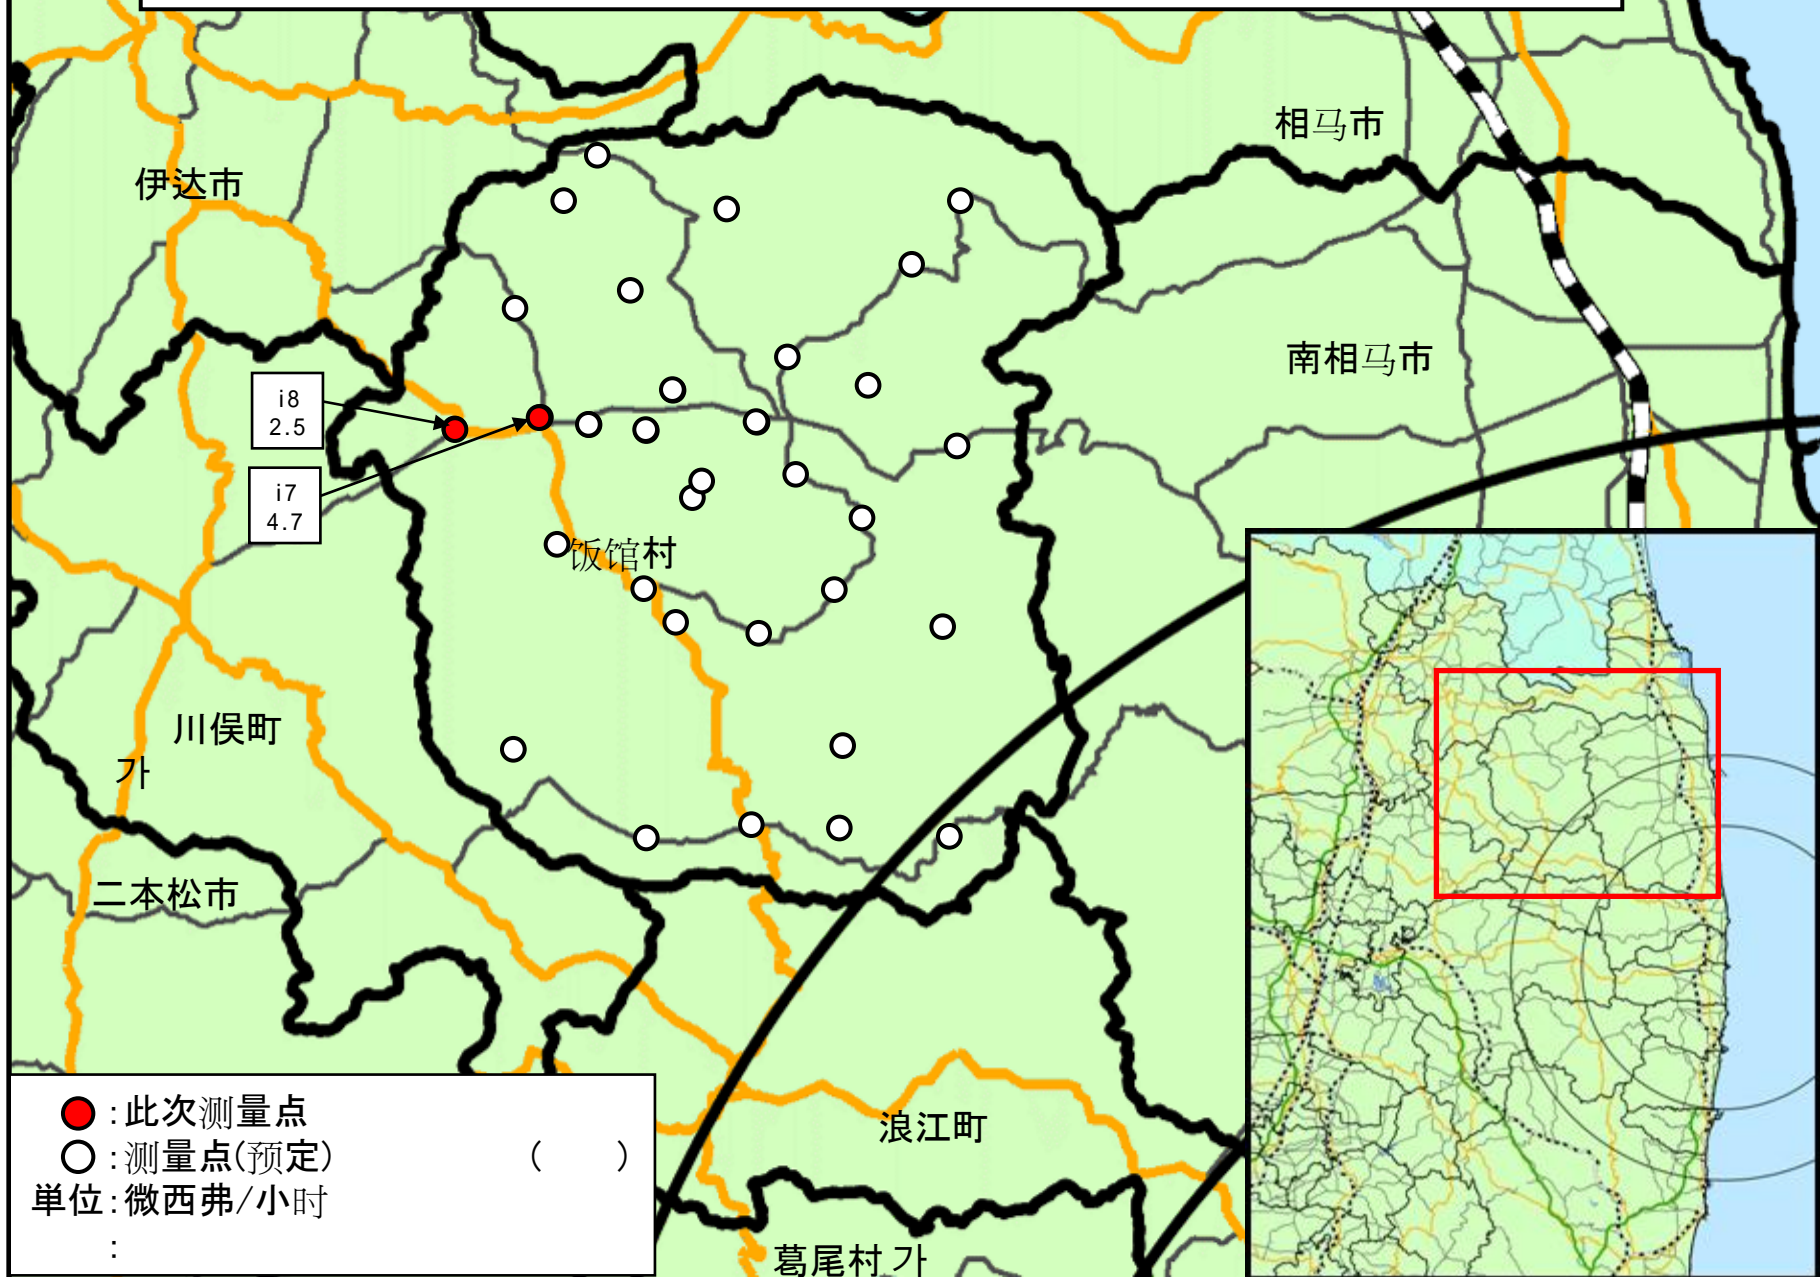 相马市
伊达市
南相马市
i8
2.5
i7
4.7
饭馆村
川俣町
가
二本松市
浪江町
葛尾村 가
:此次测量点
:测量点(预定) ( )
単位:微西弗/小时
: